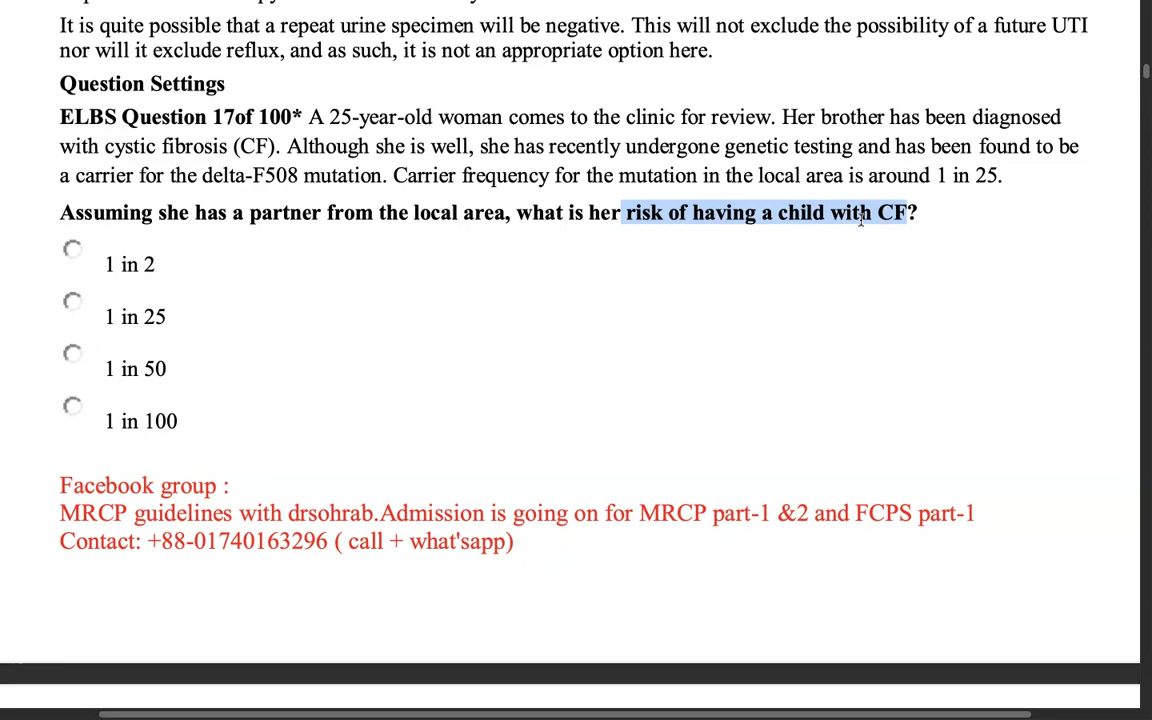 It is quite possible that a repeat urine specimen will be negative. This will not exclude the possibility of a future UTI
nor will it exclude reflux, and as such, it is not an appropriate option here.
Question Settings
ELBS Question 17of 100* A 25-year-old woman comes to the clinic for review. Her brother has been diagnosed
with cystic fibrosis (CF). Although she is well, she has recently undergone genetic testing and has been found to be
a carrier for the delta-F508 mutation. Carrier frequency for the mutation in the local area is around 1 in 25.
Assuming she has a partner from the local area, what is her risk of having a child with CF?
1 in 2
1 in 25
1 in 50
1 in 100
Facebook group :
MRCP guidelines with drsohrab.Admission is going on for MRCP part-1 &2 and FCPS part-1
Contact: +88-01740163296 ( call + what'sapp)